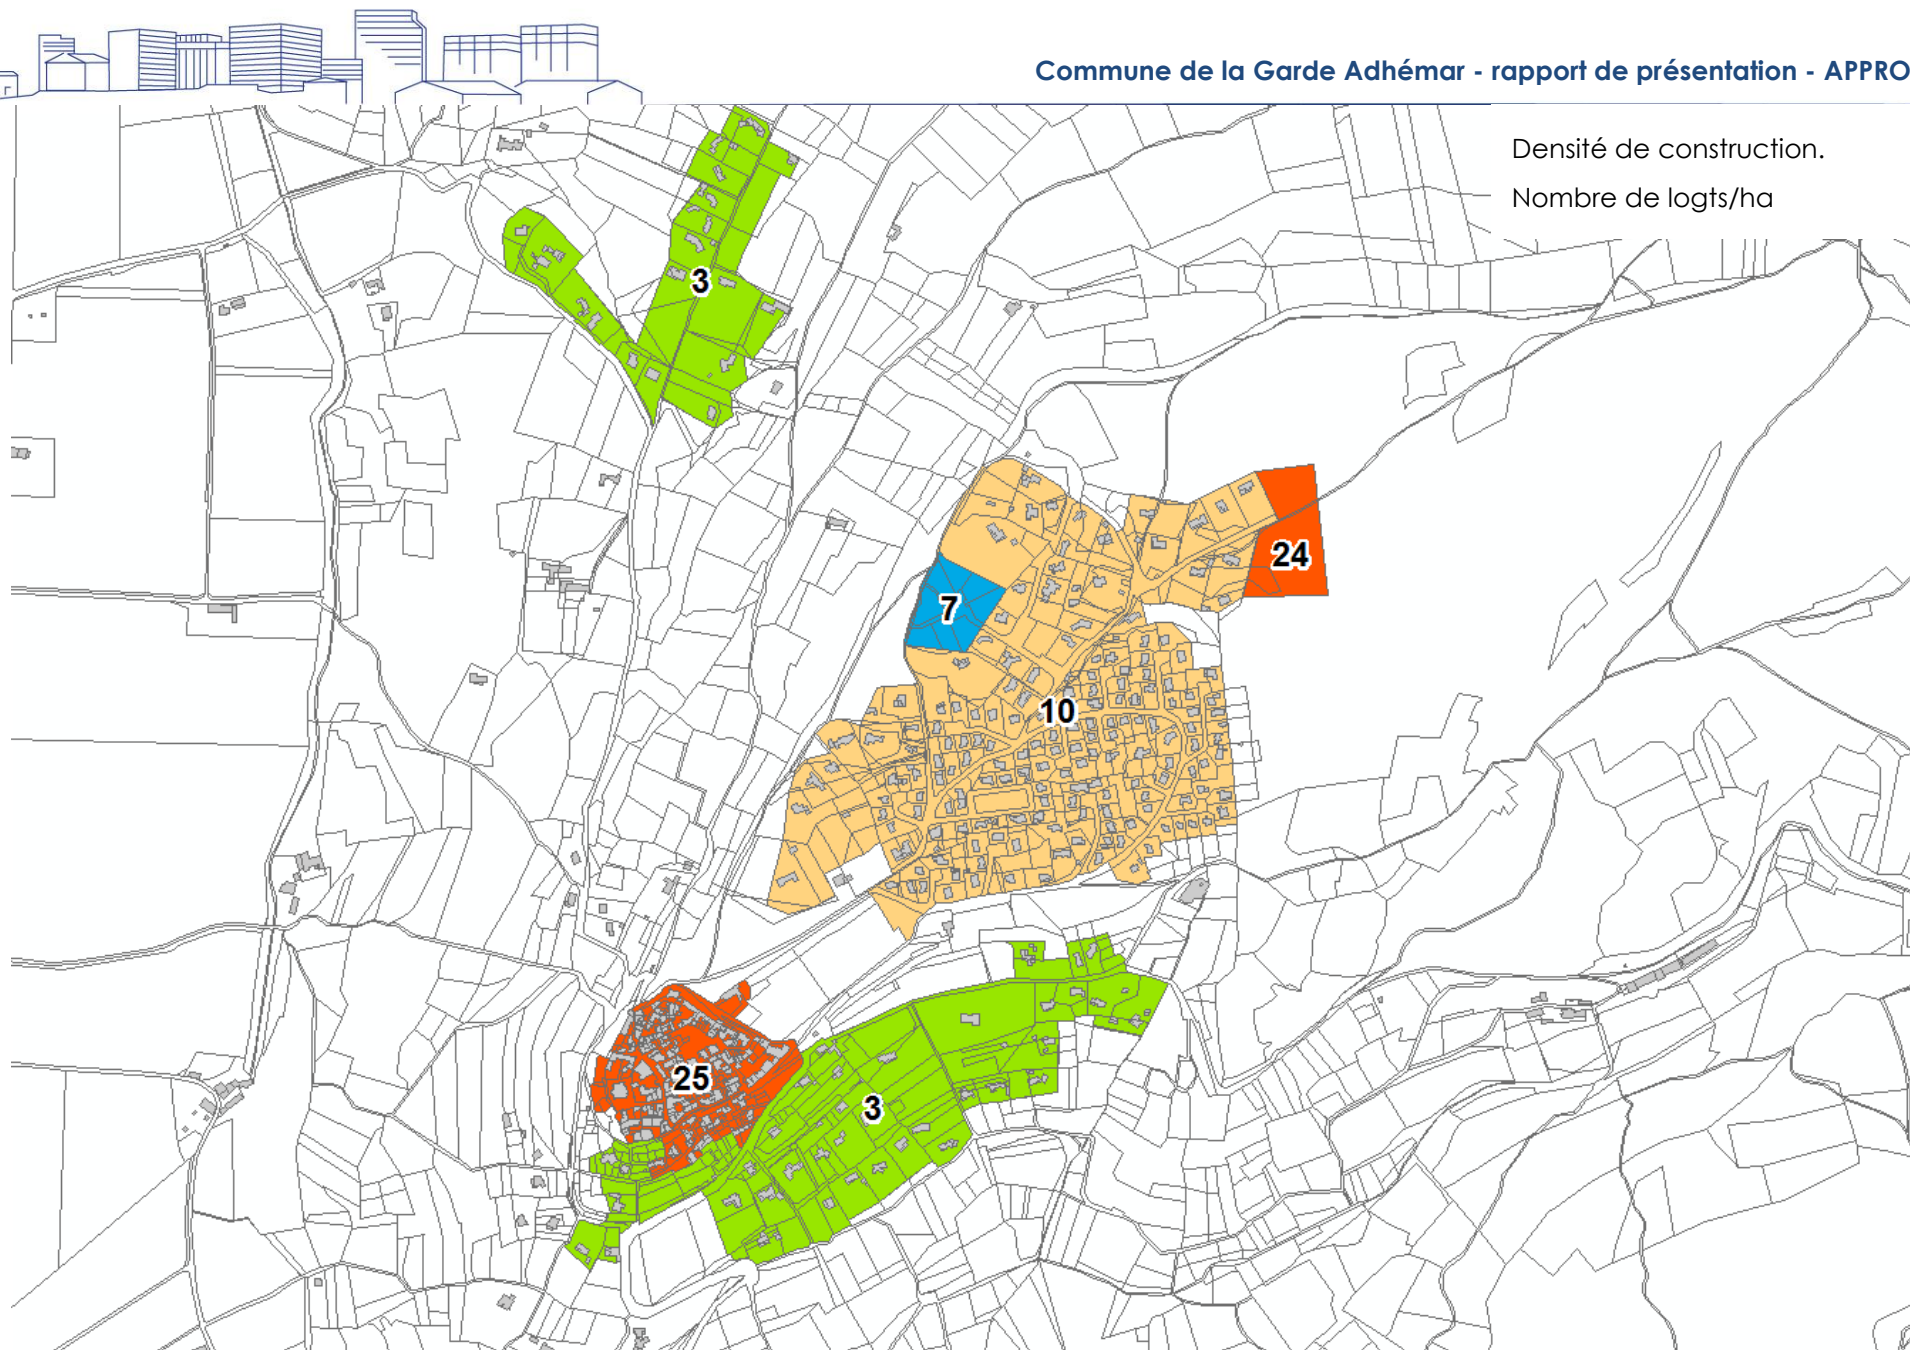 Commune de la Garde Adhémar - rapport de présentation - APPRO
Densité de construction.
Nombre de logts/ha
3
24
7
10
25
3